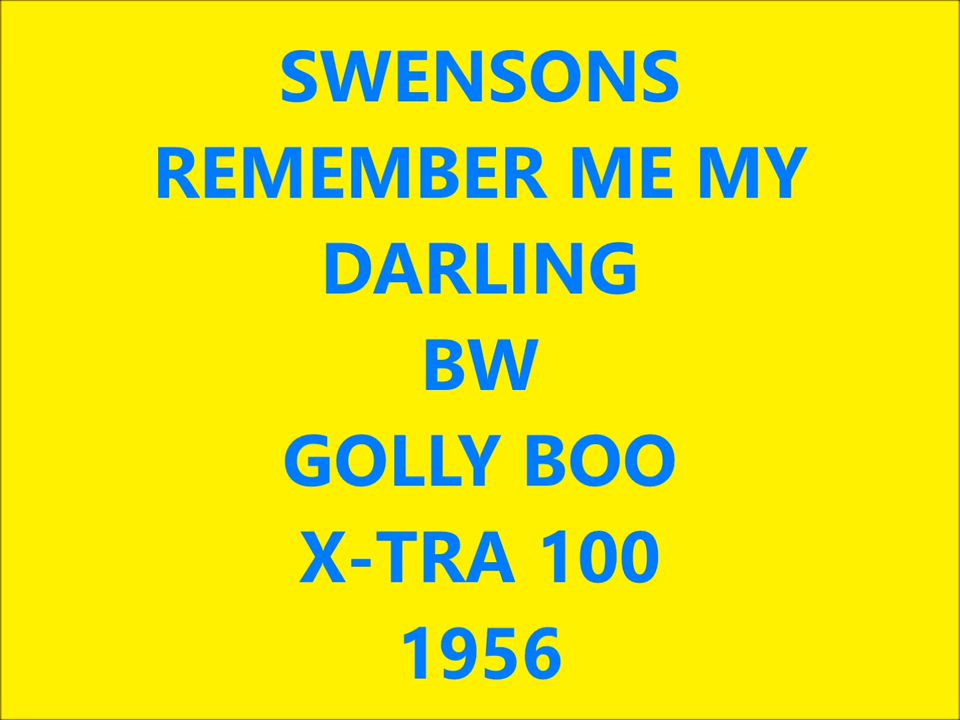 SWENSONS
REMEMBER ME MY
DARLING
BW
GOLLY BOO
X-TRA 100
1956